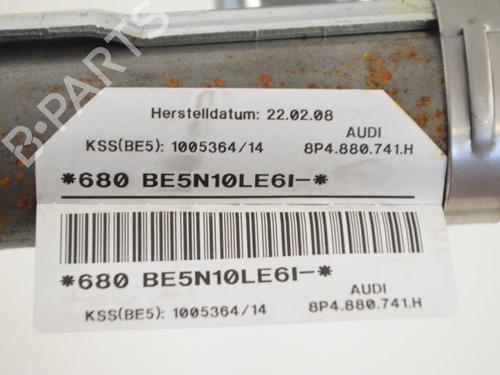 Herstelldatum: 22.02.08
KSS(BE5): 1005364/14 AUDI 8P4.880.741.H
*680 BE5N10LE6I-*
*680 BE5N10LE6I-*
KSS(BE5): 1005364/14 AUDI 8P4.880.741.H
B-PARTS